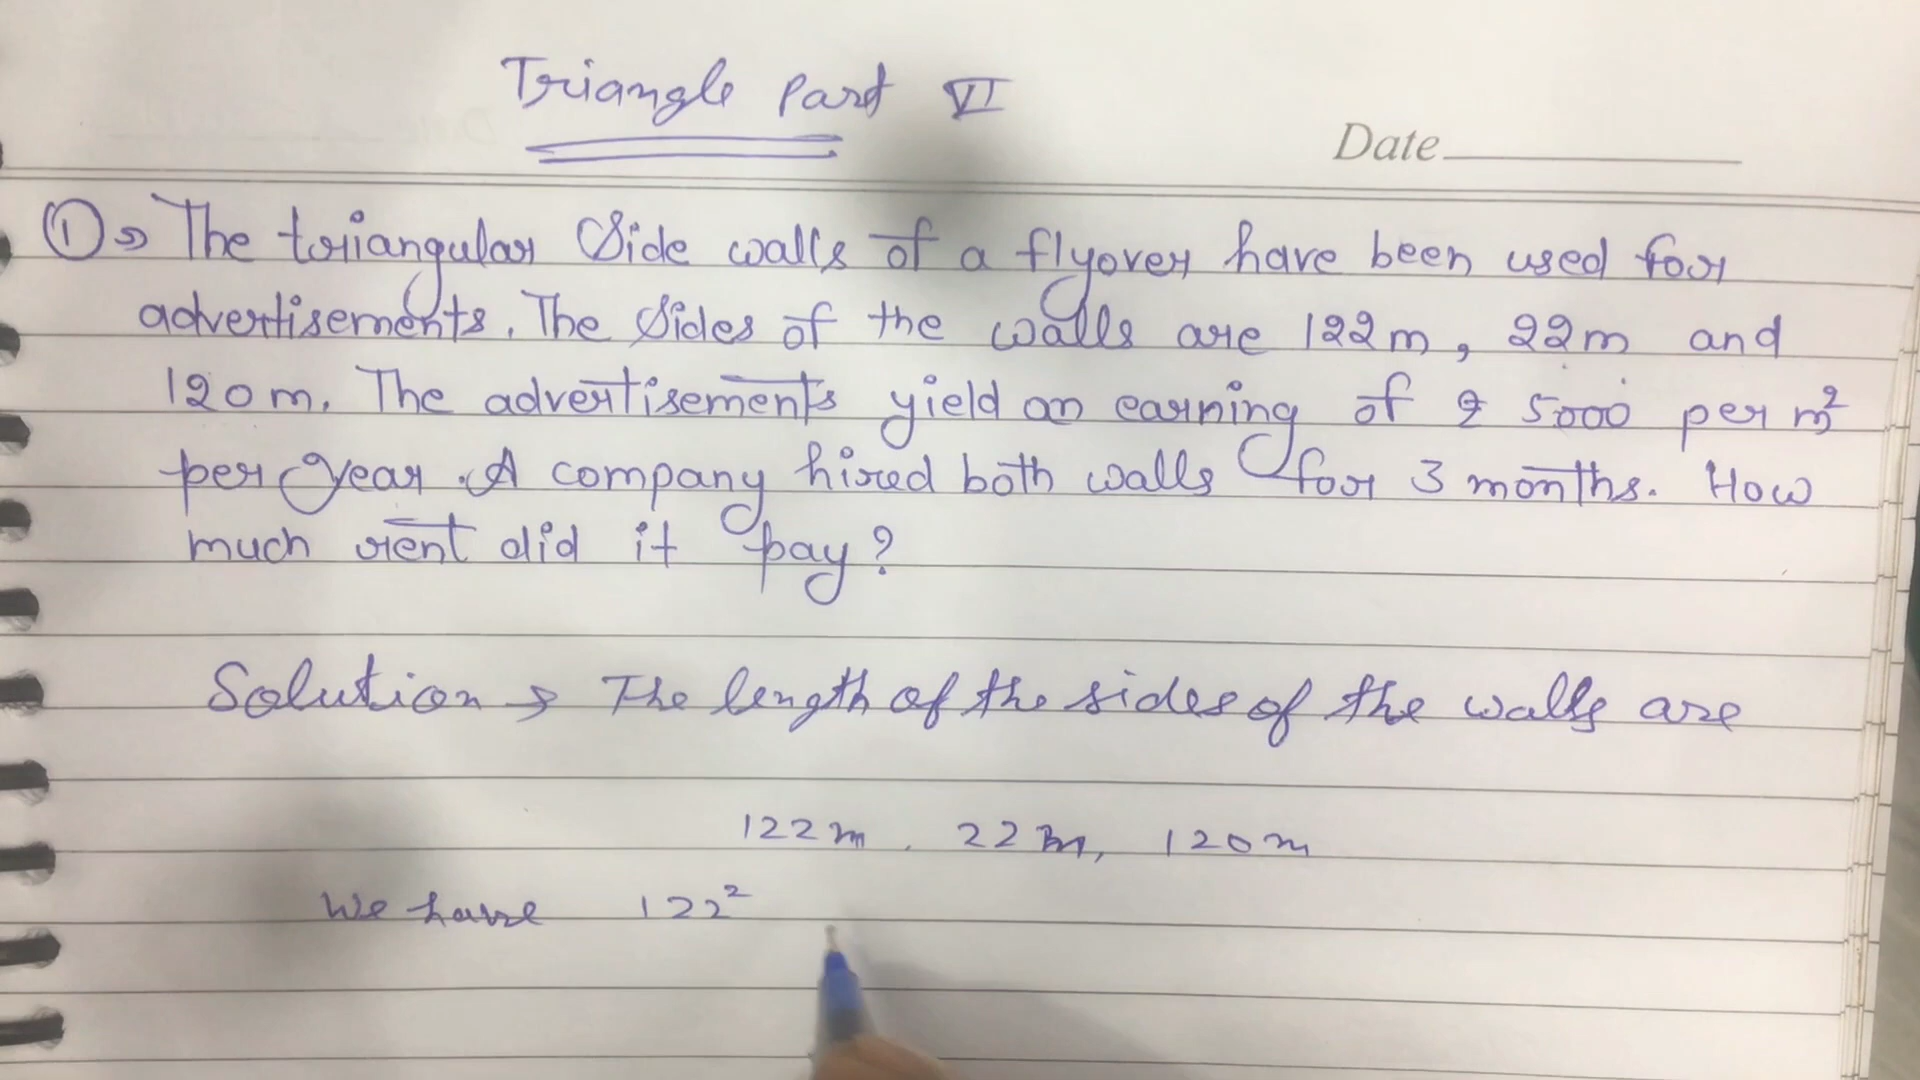 Triangle Part VI
Date
① → The triangular Side walls of a flyover have been used for
advertisements. The Sides of the walls are 122m, 22m and
120m. The advertisements yield an earning of ₹ 5000 per m²
per year. A company hired both walls for 3 months. How
much rent did it pay?
Solution → The length of the sides of the walls are
122m, 22m, 120m
We have 122²